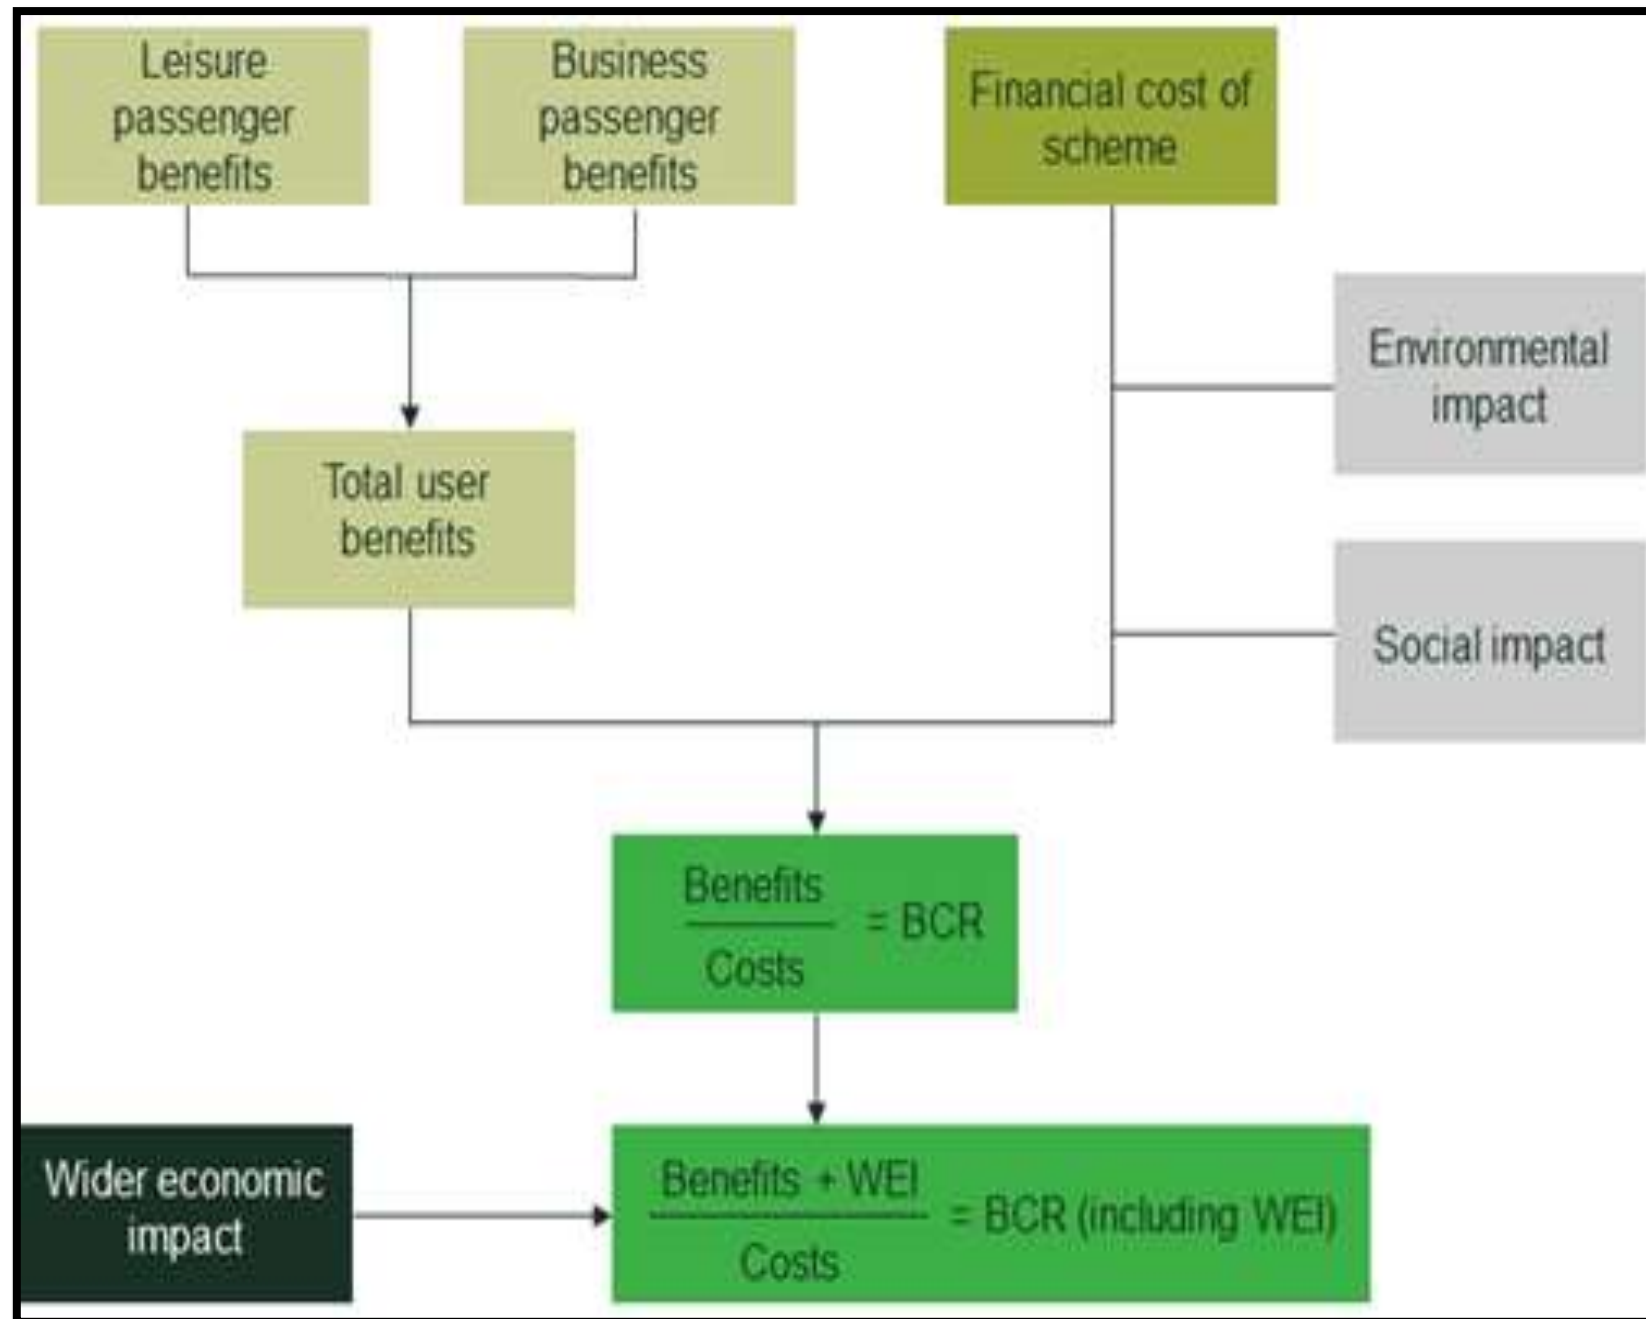 Leisure
passenger
benefits
Business
passenger
benefits
Financial cost of
scheme
Environmental
impact
Total user
benefits
Social impact
Benefits
Costs
= BCR
Wider economic
impact
Benefits + WEI
Costs
= BCR (including WEI)